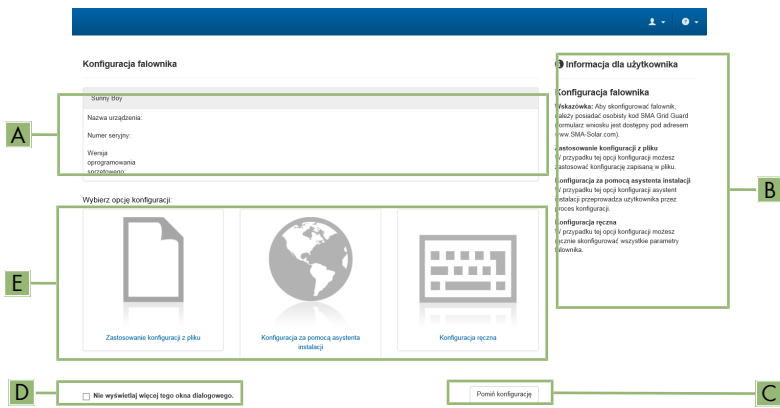 Konfiguracja falownika
Sunny Boy
Nazwa urządzenia:
Numer seryjny:
Wersja
oprogramowania
sprzętowego
A
Informacja dla użytkownika
Konfiguracja falownika
Wskazówka: Aby skonfigurować falownik,
należy posiadać osobisty kod SMA Grid Guard
(formularz wniosku jest dostępny pod adresem
www.SMA-Solar.com).
Zastosowanie konfiguracji z pliku
W przypadku tej opcji konfiguracji możesz
zastosować konfigurację zapisaną w pliku.
Konfiguracja za pomocą asystenta instalacji
W przypadku tej opcji konfiguracji asystent
instalacji przeprowadza użytkownika przez
proces konfiguracji.
Konfiguracja ręczna
W przypadku tej opcji konfiguracji możesz
ręcznie skonfigurować wszystkie parametry
falownika.
B
Wybierz opcję konfiguracji:
E
Zastosowanie konfiguracji z pliku
Konfiguracja za pomocą asystenta
instalacji
Konfiguracja ręczna
D
Nie wyświetlaj więcej tego okna dialogowego.
Pomiń konfigurację
C